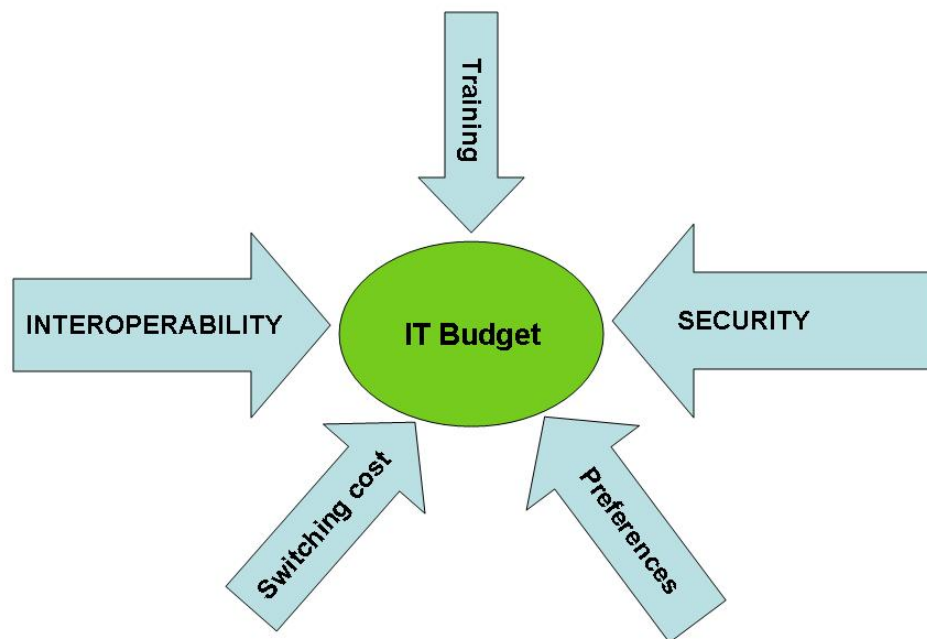 Training
INTEROPERABILITY
IT Budget
SECURITY
Switching cost
Preferences